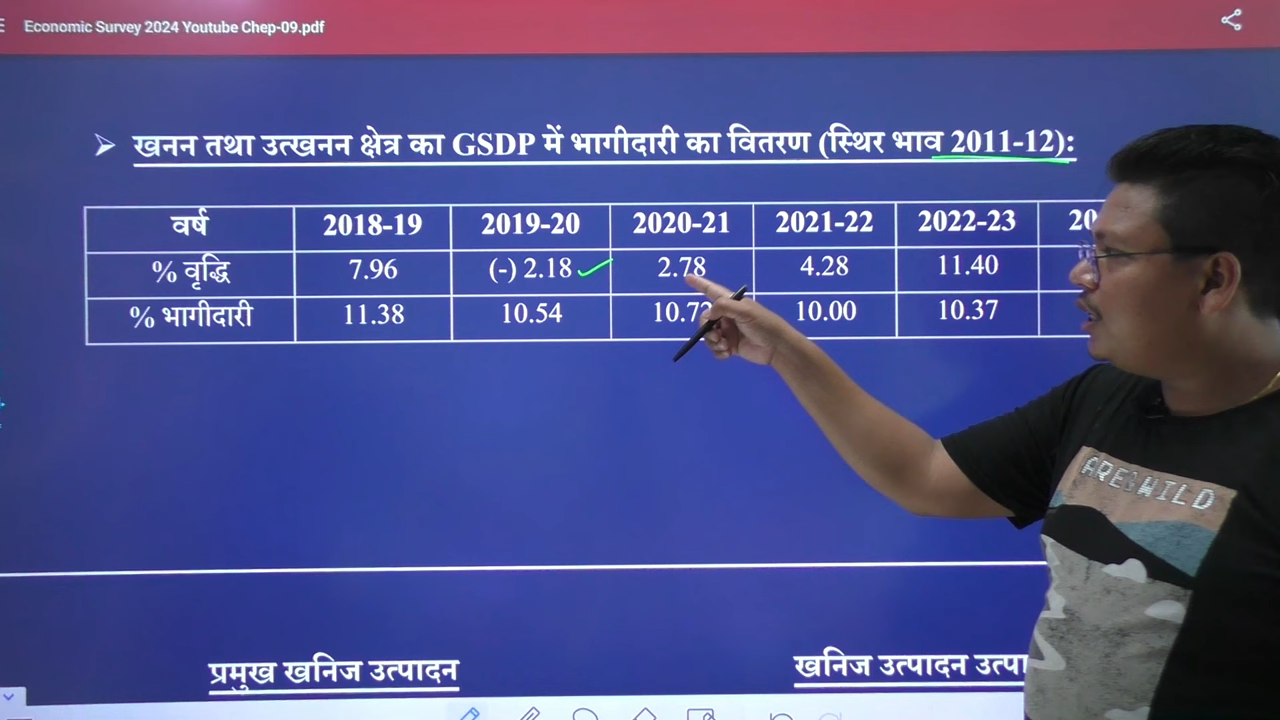 Economic Survey 2024 Youtube Chep-09.pdf
➢ खनन तथा उत्खनन क्षेत्र का GSDP में भागीदारी का वितरण (स्थिर भाव 2011-12):
वर्ष 2018-19 2019-20 2020-21 2021-22 2022-23
% वृद्धि 7.96 (-) 2.18 2.78 4.28 11.40
% भागीदारी 11.38 10.54 10.00 10.37
प्रमुख खनिज उत्पादन
खनिज उत्पादन